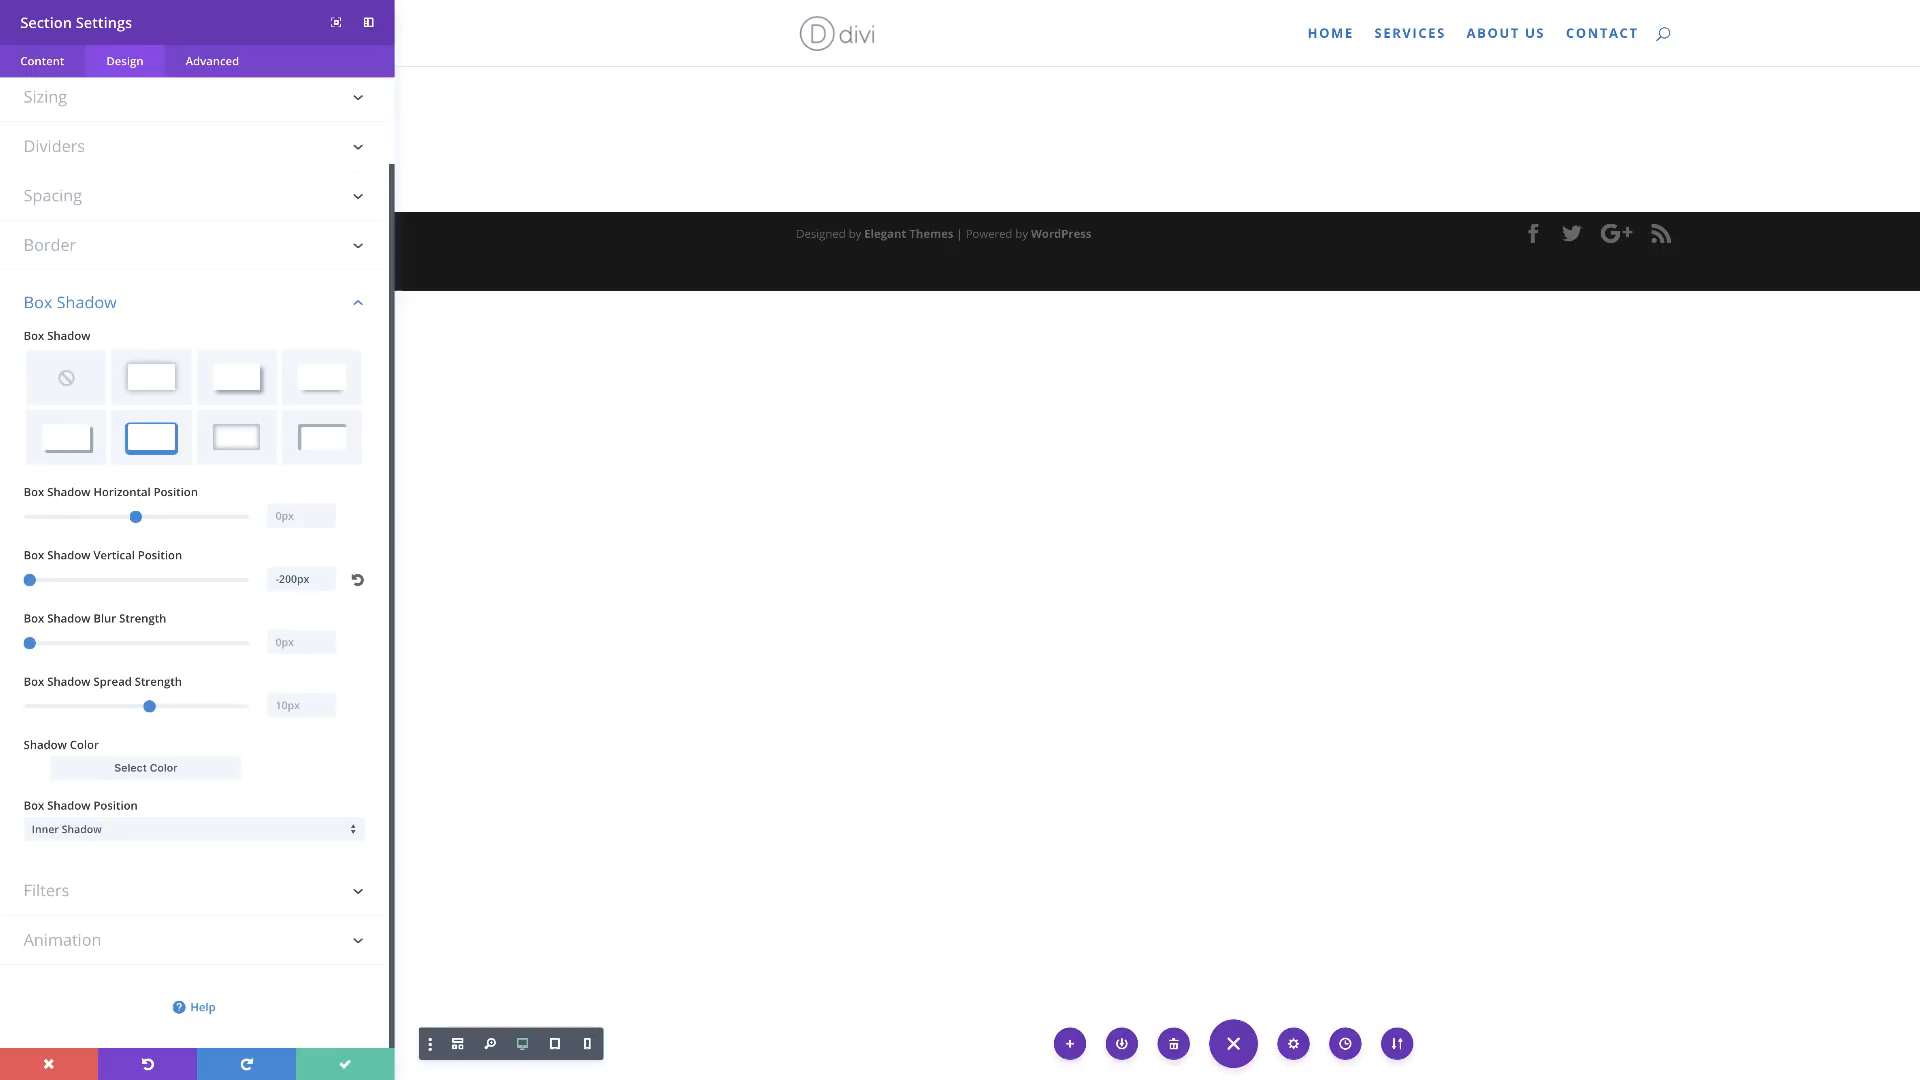 Section Settings
Content
Design
Advanced
Sizing
Dividers
Spacing
Border
Box Shadow
Box Shadow
Box Shadow Horizontal Position
0px
Box Shadow Vertical Position
-200px
Box Shadow Blur Strength
0px
Box Shadow Spread Strength
10px
Shadow Color
Select Color
Box Shadow Position
Inner Shadow
Filters
Animation
? Help
D divi
HOME
SERVICES
ABOUT US
CONTACT
Designed by Elegant Themes | Powered by WordPress